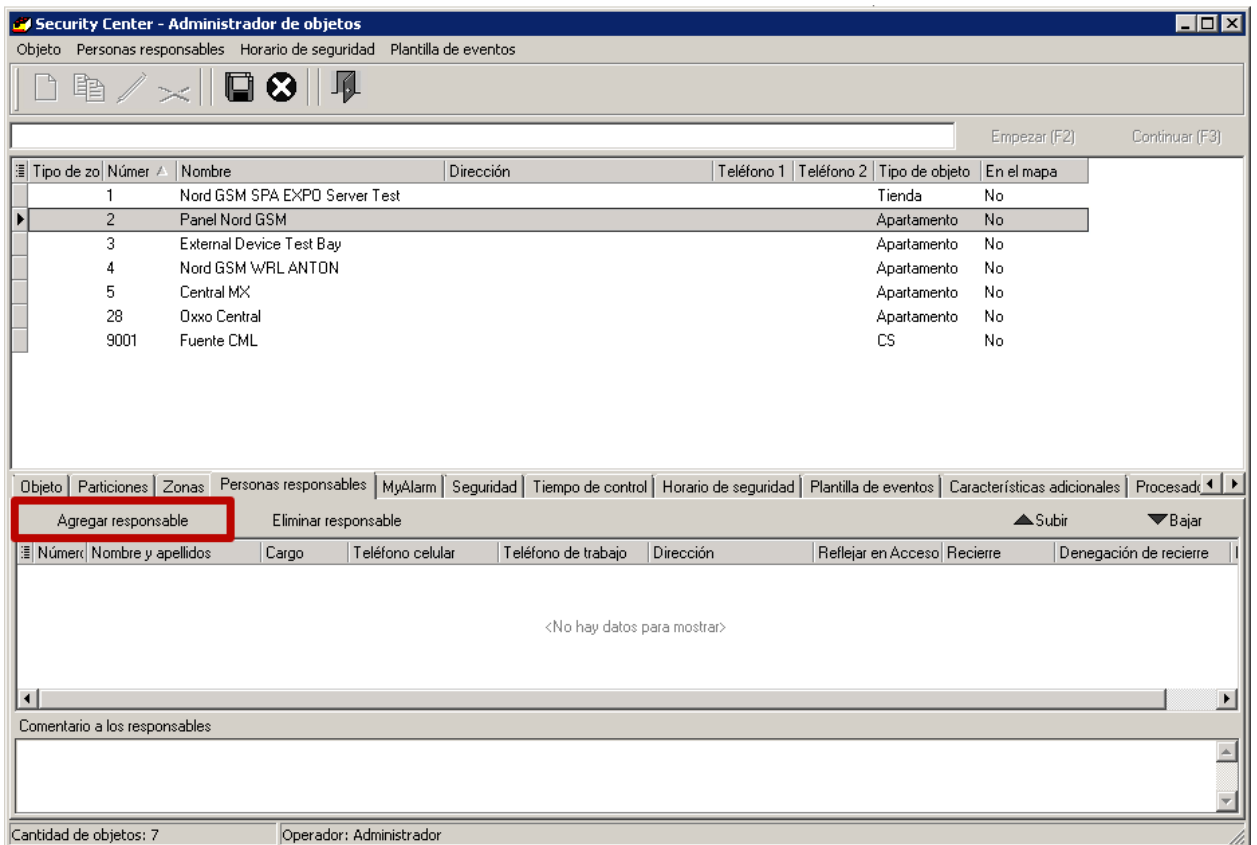 Security Center - Administrador de objetos
Objeto Personas responsables Horario de seguridad Plantilla de eventos
Empezar (F2) Continuar (F3)
Tipo de zo Númer Nombre Dirección Teléfono 1 Teléfono 2 Tipo de objeto En el mapa
1 Nord GSM SPA EXPO Server Test Tienda No
2 Panel Nord GSM Apartamento No
3 External Device Test Bay Apartamento No
4 Nord GSM WRL ANTON Apartamento No
5 Central MX Apartamento No
28 Oxxo Central Apartamento No
9001 Fuente CML CS No
Objeto Particiones Zonas Personas responsables MyAlarm Seguridad Tiempo de control Horario de seguridad Plantilla de eventos Características adicionales Procesado
Agregar responsable Eliminar responsable Subir Bajar
Número Nombre y apellidos Cargo Teléfono celular Teléfono de trabajo Dirección Reflejar en Acceso Recierre Denegación de recierre
<No hay datos para mostrar>
Comentario a los responsables
Cantidad de objetos: 7 Operador: Administrador